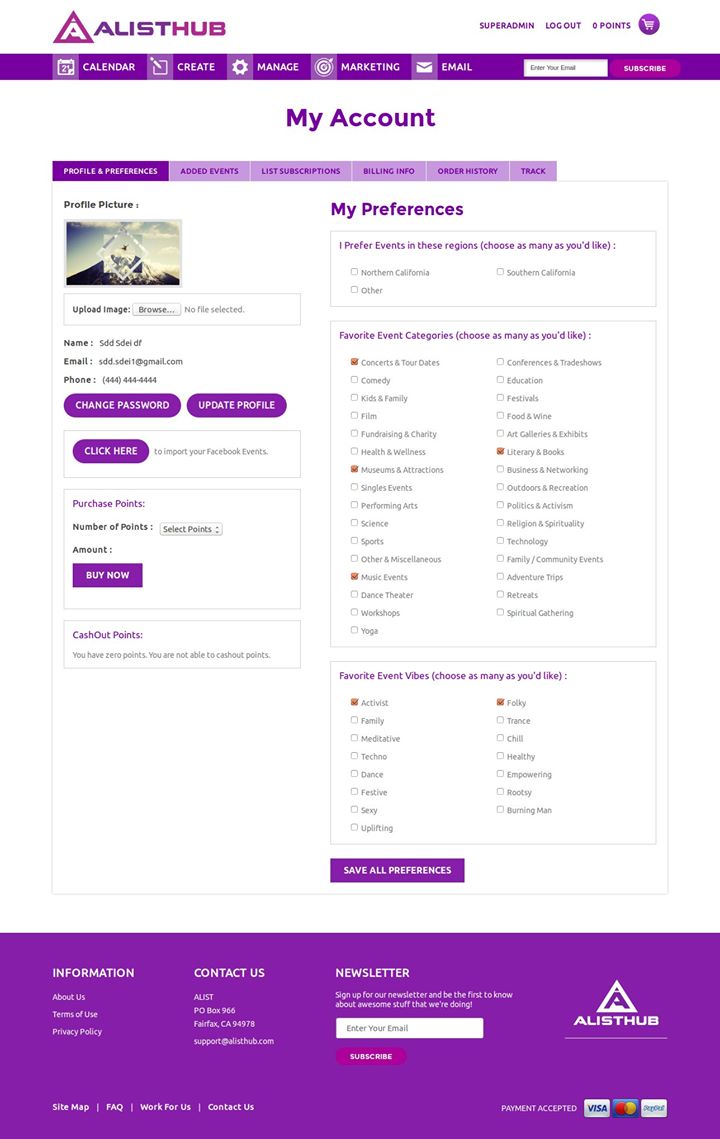 ALISTHUB
SUPERADMIN LOG OUT 0 POINTS
21 CALENDAR CREATE MANAGE MARKETING EMAIL Enter Your Email SUBSCRIBE
My Account
PROFILE & PREFERENCES ADDED EVENTS LIST SUBSCRIPTIONS BILLING INFO ORDER HISTORY TRACK
Profile Picture :
Upload Image: Browse... No file selected.
Name : Sdd Sdei df
Email : sdd.sdei1@gmail.com
Phone : (444) 444-4444
CHANGE PASSWORD UPDATE PROFILE
CLICK HERE to import your Facebook Events.
Purchase Points:
Number of Points : Select Points
Amount :
BUY NOW
CashOut Points:
You have zero points. You are not able to cashout points.
My Preferences
I Prefer Events in these regions (choose as many as you'd like) :
Northern California Southern California
Other
Favorite Event Categories (choose as many as you'd like) :
Concerts & Tour Dates Conferences & Tradeshows
Comedy Education
Kids & Family Festivals
Film Food & Wine
Fundraising & Charity Art Galleries & Exhibits
Health & Wellness Literary & Books
Museums & Attractions Business & Networking
Singles Events Outdoors & Recreation
Performing Arts Politics & Activism
Science Religion & Spirituality
Sports Technology
Other & Miscellaneous Family / Community Events
Music Events Adventure Trips
Dance Theater Retreats
Workshops Spiritual Gathering
Yoga
Favorite Event Vibes (choose as many as you'd like) :
Activist Folky
Family Trance
Meditative Chill
Techno Healthy
Dance Empowering
Festive Rootsy
Sexy Burning Man
Uplifting
SAVE ALL PREFERENCES
INFORMATION
About Us
Terms of Use
Privacy Policy
CONTACT US
ALIST
PO Box 966
Fairfax, CA 94978
support@alisthub.com
NEWSLETTER
Sign up for our newsletter and be the first to know
about awesome stuff that we're doing!
Enter Your Email
SUBSCRIBE
ALISTHUB
Site Map | FAQ | Work For Us | Contact Us
PAYMENT ACCEPTED VISA MasterCard PayPal